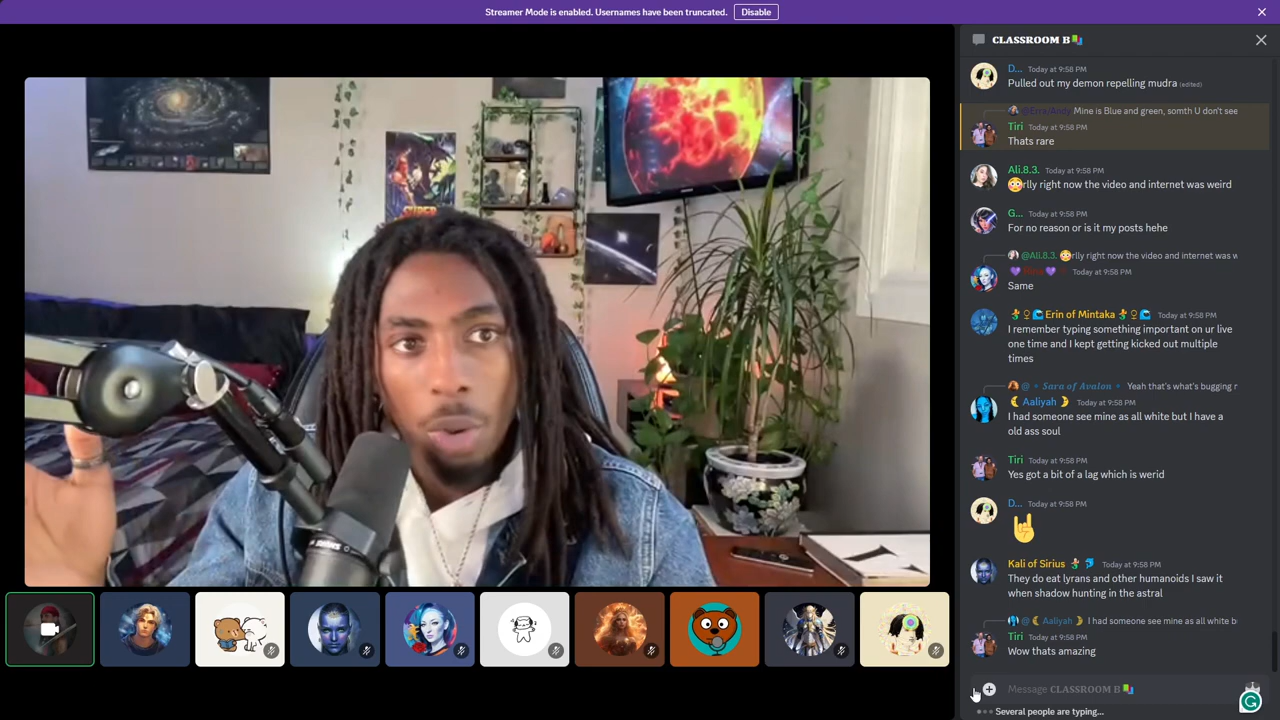 Streamer Mode is enabled. Usernames have been truncated. Disable
CLASSROOM B
D... Today at 9:58 PM
Pulled out my demon repelling mudra (edited)
Mine is Blue and green, somth U don't see
Tiri Today at 9:58 PM
Thats rare
Ali.8.3. Today at 9:58 PM
rlly right now the video and internet was weird
G... Today at 9:58 PM
For no reason or is it my posts hehe
@Ali.8.3. rlly right now the video and internet was w
Today at 9:58 PM
Same
Erin of Mintaka Today at 9:58 PM
I remember typing something important on ur live
one time and I kept getting kicked out multiple
times
@ Sara of Avalon Yeah that's what's bugging r
Aaliyah Today at 9:58 PM
I had someone see mine as all white but I have a
old ass soul
Tiri Today at 9:58 PM
Yes got a bit of a lag which is werid
D... Today at 9:58 PM
Kali of Sirius Today at 9:58 PM
They do eat lyrans and other humanoids I saw it
when shadow hunting in the astral
@ Aaliyah I had someone see mine as all white b
Tiri Today at 9:58 PM
Wow thats amazing
Message CLASSROOM B
Several people are typing...
SUPER